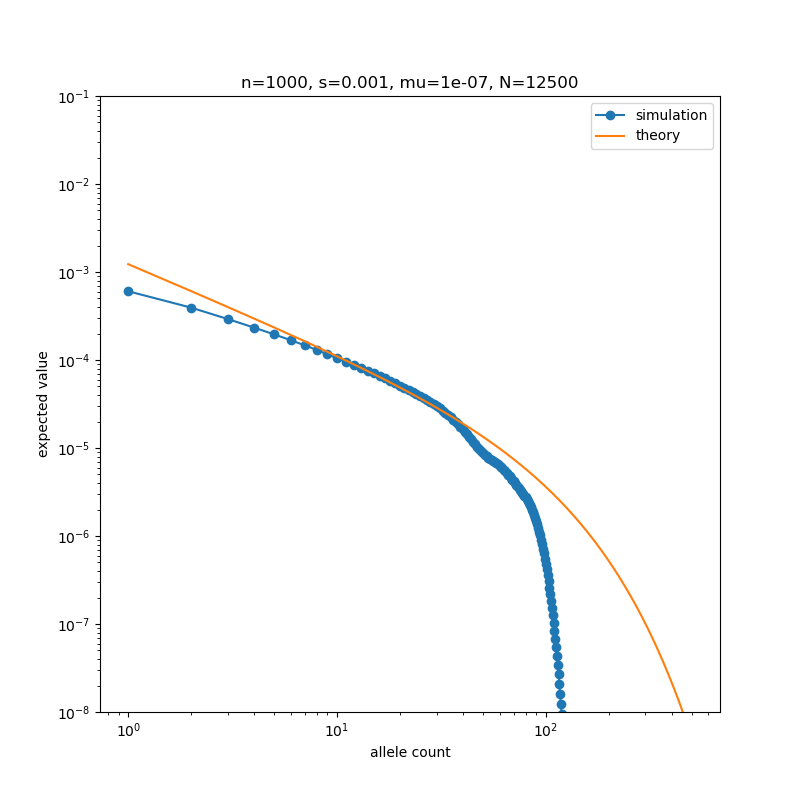 n=1000, s=0.001, mu=1e-07, N=12500
simulation
theory
10⁻¹
10⁻²
10⁻³
10⁻⁴
10⁻⁵
10⁻⁶
10⁻⁷
10⁻⁸
expected value
10⁰ 10¹ 10²
allele count